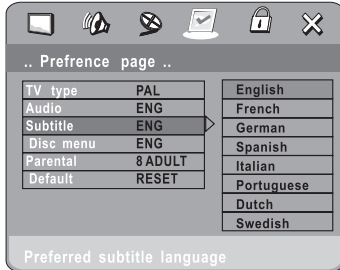 .. Prefrence page ..
TV type PAL
Audio ENG
Subtitle ENG
Disc menu ENG
Parental 8 ADULT
Default RESET
English
French
German
Spanish
Italian
Portuguese
Dutch
Swedish
Preferred subtitle language